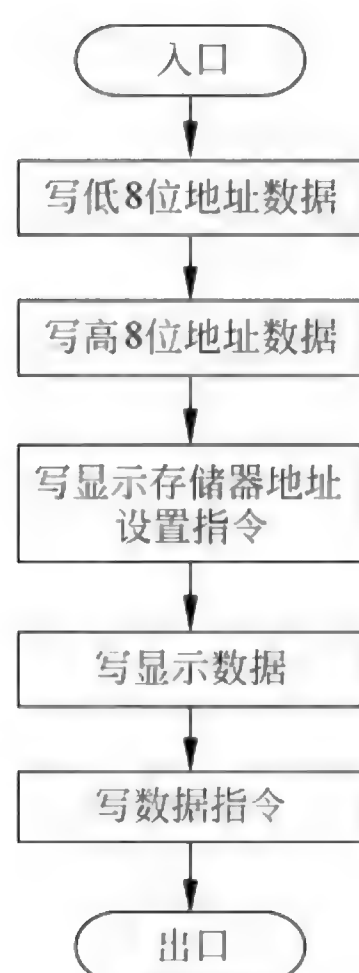 入口
写低8位地址数据
写高8位地址数据
写显示存储器地址
设置指令
写显示数据
写数据指令
出口